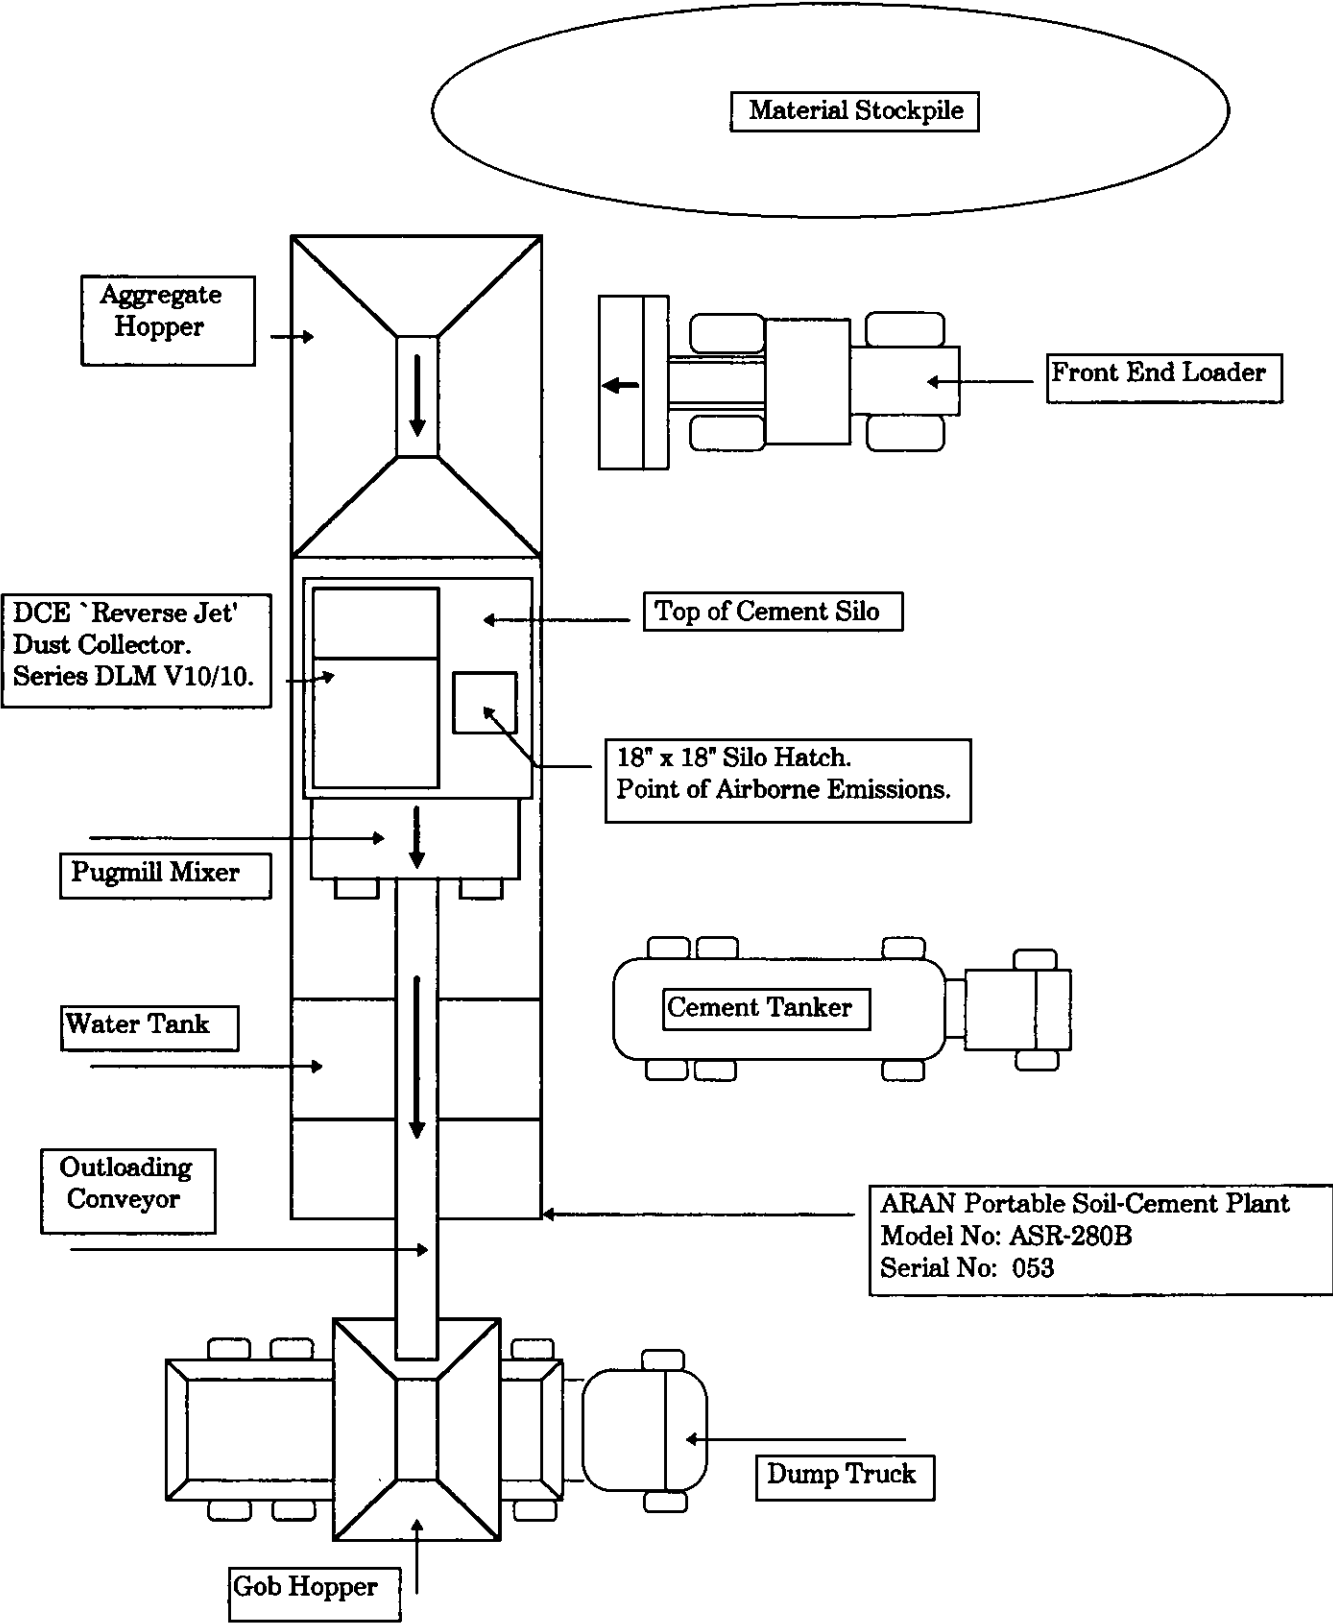 Material Stockpile
Aggregate
Hopper
Front End Loader
DCE `Reverse Jet'
Dust Collector.
Series DLM V10/10.
Top of Cement Silo
18" x 18" Silo Hatch.
Point of Airborne Emissions.
Pugmill Mixer
Cement Tanker
Water Tank
Outloading
Conveyor
ARAN Portable Soil-Cement Plant
Model No: ASR-280B
Serial No: 053
Dump Truck
Gob Hopper